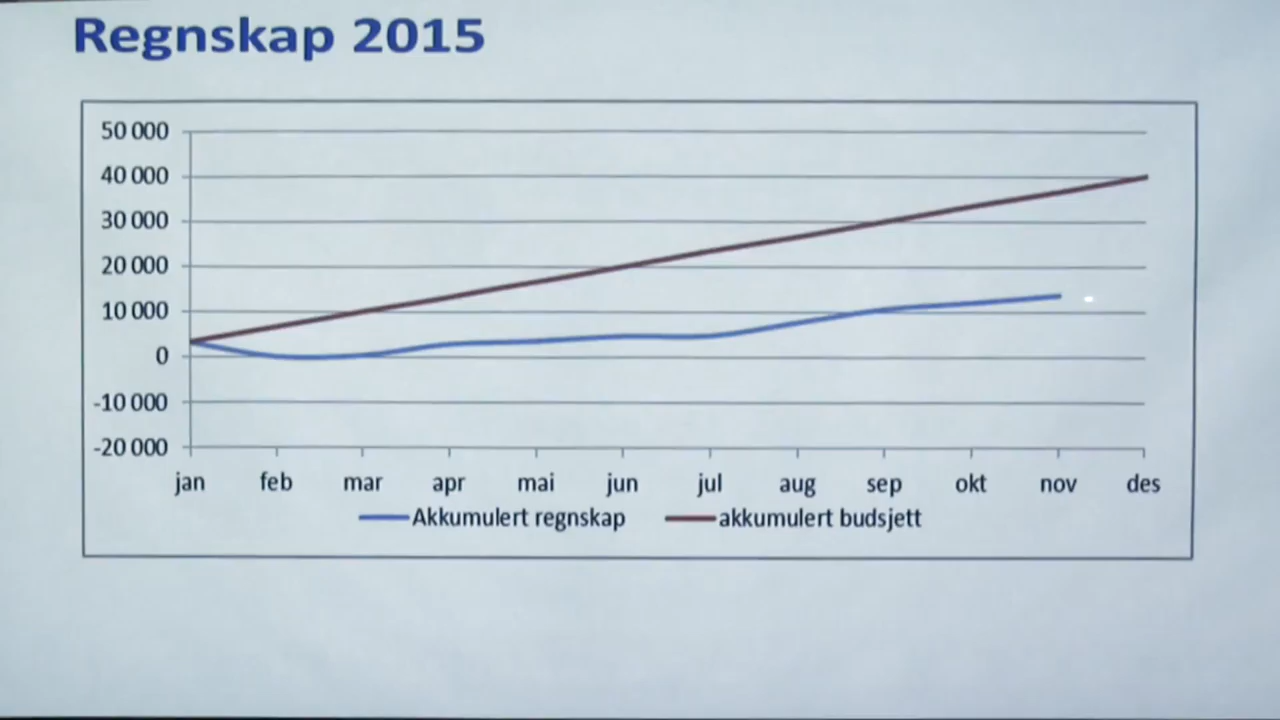 Regnskap 2015
50 000
40 000
30 000
20 000
10 000
0
-10 000
-20 000
jan feb mar apr mai jun jul aug sep okt nov des
Akkumulert regnskap akkumulert budsjett